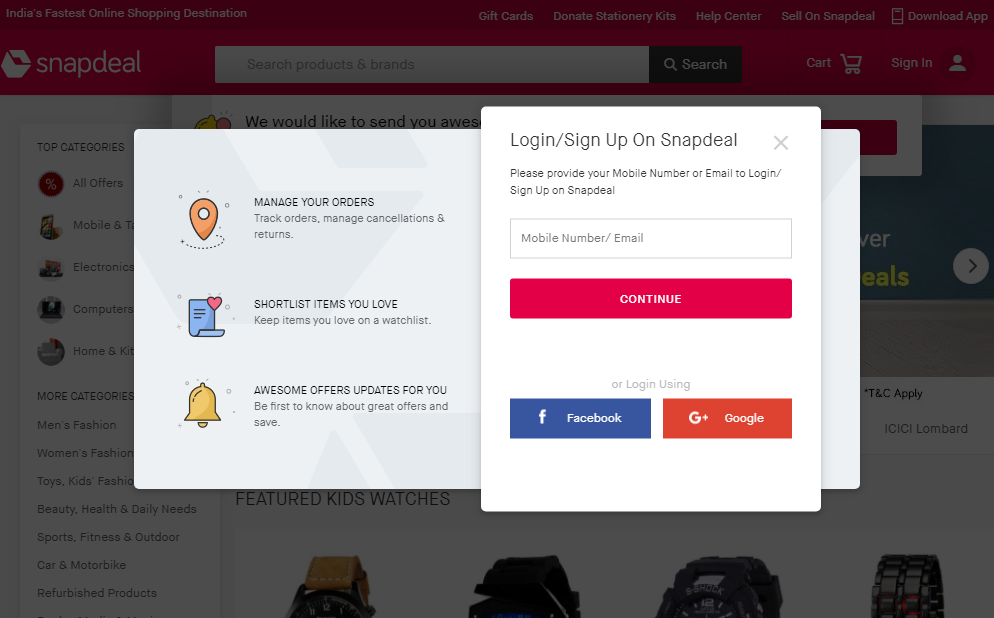 India's Fastest Online Shopping Destination
Gift Cards
Donate Stationery Kits
Help Center
Sell On Snapdeal
Download App
snapdeal
Search products & brands
Search
Cart
Sign In
We would like to send you awes
TOP CATEGORIES
All Offers
Mobile & Ta
Electronics
Computers
Home & Kit
MORE CATEGORIES
Men's Fashion
Women's Fashion
Toys, Kids' Fashio
Beauty, Health & Daily Needs
Sports, Fitness & Outdoor
Car & Motorbike
Refurbished Products
MANAGE YOUR ORDERS
Track orders, manage cancellations &
returns.
SHORTLIST ITEMS YOU LOVE
Keep items you love on a watchlist.
AWESOME OFFERS UPDATES FOR YOU
Be first to know about great offers and
save.
Login/Sign Up On Snapdeal
Please provide your Mobile Number or Email to Login/
Sign Up on Snapdeal
Mobile Number/ Email
CONTINUE
or Login Using
f Facebook
G+ Google
ver
eals
*T&C Apply
ICICI Lombard
FEATURED KIDS WATCHES
S-SHOCK